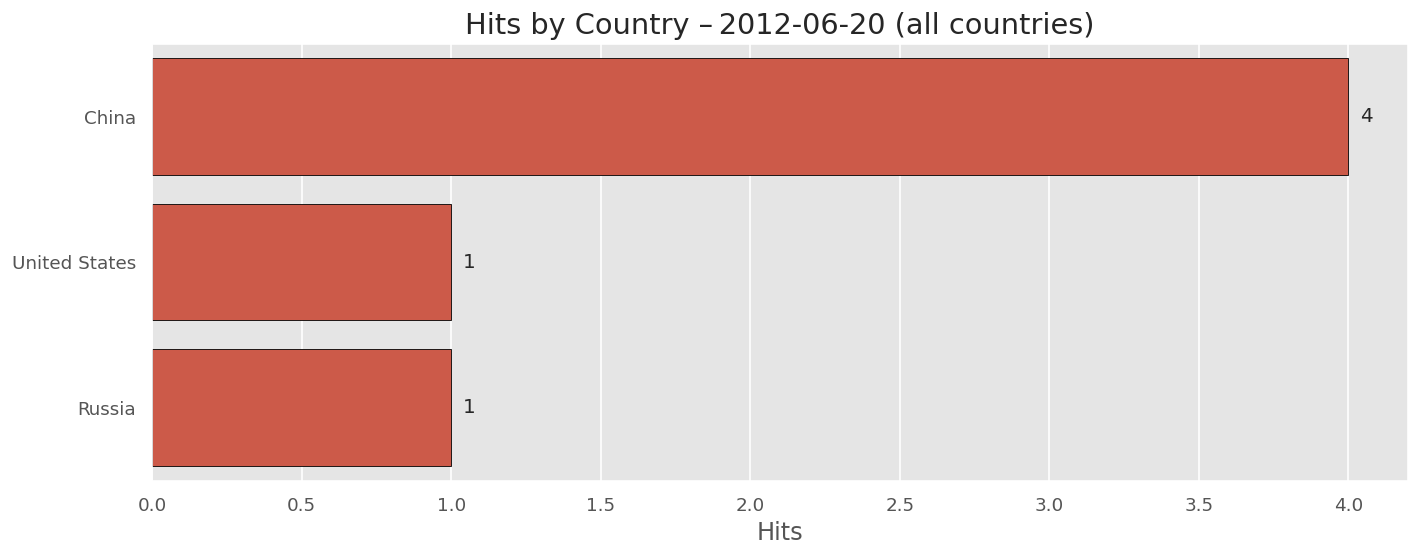 Hits by Country – 2012-06-20 (all countries)
China
4
United States
1
Russia
1
0.0 0.5 1.0 1.5 2.0 2.5 3.0 3.5 4.0
Hits